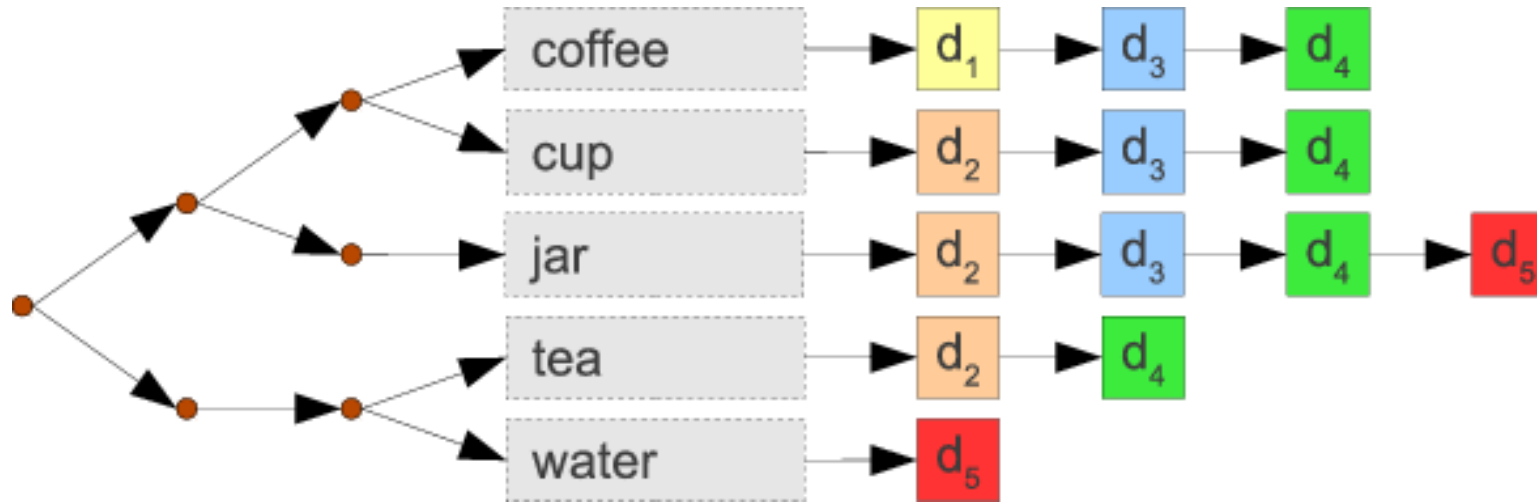 coffee d₁ d₃ d₄
cup d₂ d₃ d₄
jar d₂ d₃ d₄ d₅
tea d₂ d₄
water d₅